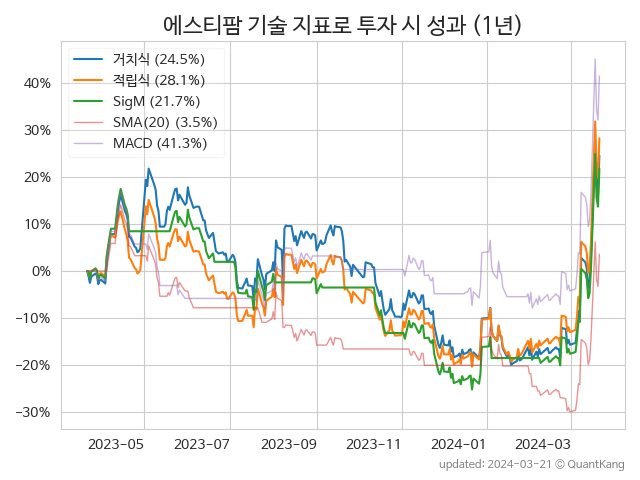 에스티팜 기술 지표로 투자 시 성과 (1년)
거치식 (24.5%)
적립식 (28.1%)
SigM (21.7%)
SMA(20) (3.5%)
MACD (41.3%)
40%
30%
20%
10%
0%
−10%
−20%
−30%
2023−05 2023−07 2023−09 2023−11 2024−01 2024−03
updated: 2024-03-21 © QuantKang